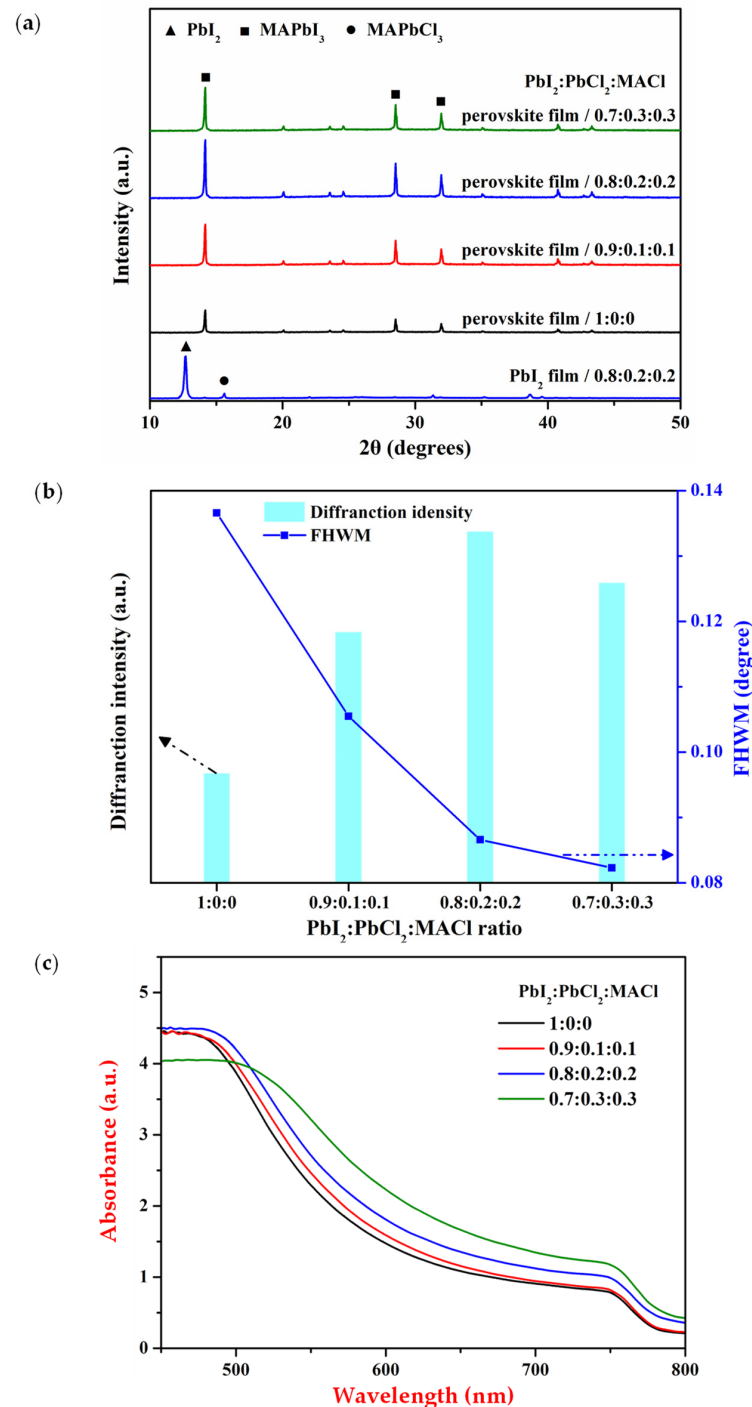 (a)
▲ PbI₂ ■ MAPbI₃ ● MAPbCl₃
PbI₂:PbCl₂:MACl
perovskite film / 0.7:0.3:0.3
perovskite film / 0.8:0.2:0.2
perovskite film / 0.9:0.1:0.1
perovskite film / 1:0:0
PbI₂ film / 0.8:0.2:0.2
Intensity (a.u.)
10 20 30 40 50
2θ (degrees)
(b)
Diffranction idensity
FHWM
Diffranction intensity (a.u.)
0.14
0.12
0.10
0.08
FHWM (degree)
1:0:0 0.9:0.1:0.1 0.8:0.2:0.2 0.7:0.3:0.3
PbI₂:PbCl₂:MACl ratio
(c)
PbI₂:PbCl₂:MACl
1:0:0
0.9:0.1:0.1
0.8:0.2:0.2
0.7:0.3:0.3
5
4
3
2
1
0
Absorbance (a.u.)
500 600 700 800
Wavelength (nm)